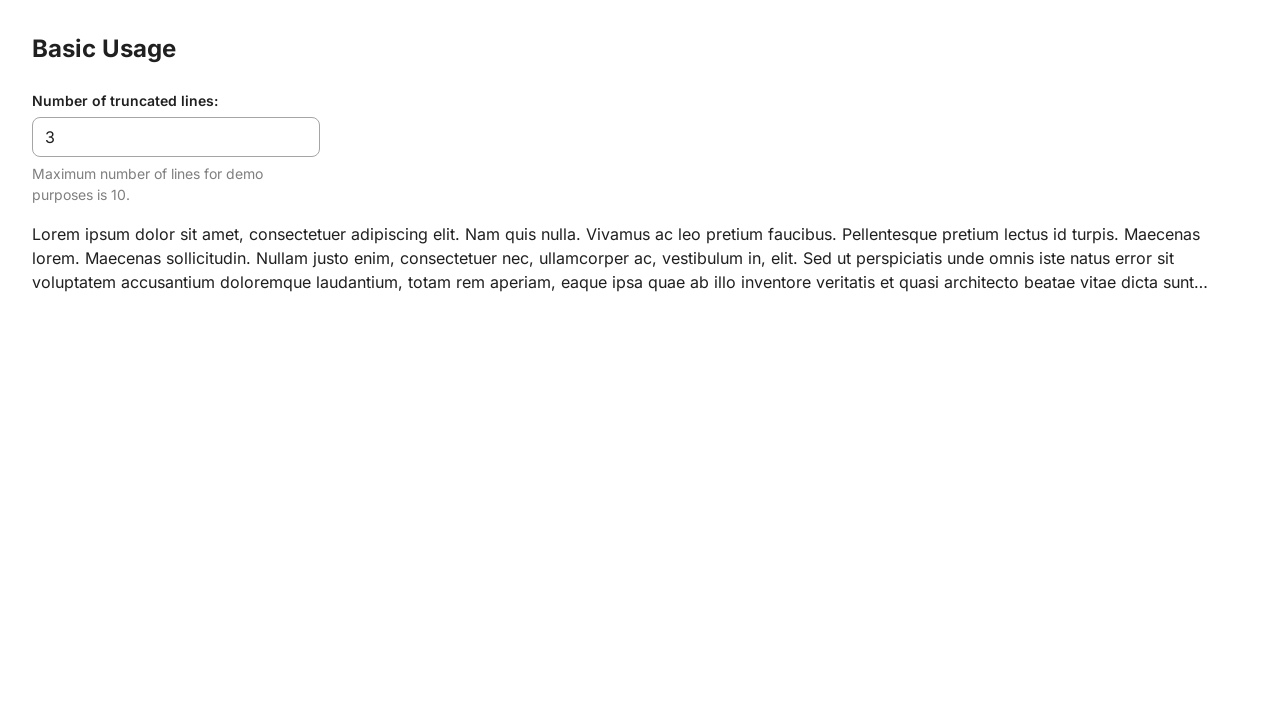 Basic Usage
Number of truncated lines:
3
Maximum number of lines for demo
purposes is 10.
Lorem ipsum dolor sit amet, consectetuer adipiscing elit. Nam quis nulla. Vivamus ac leo pretium faucibus. Pellentesque pretium lectus id turpis. Maecenas
lorem. Maecenas sollicitudin. Nullam justo enim, consectetuer nec, ullamcorper ac, vestibulum in, elit. Sed ut perspiciatis unde omnis iste natus error sit
voluptatem accusantium doloremque laudantium, totam rem aperiam, eaque ipsa quae ab illo inventore veritatis et quasi architecto beatae vitae dicta sunt…